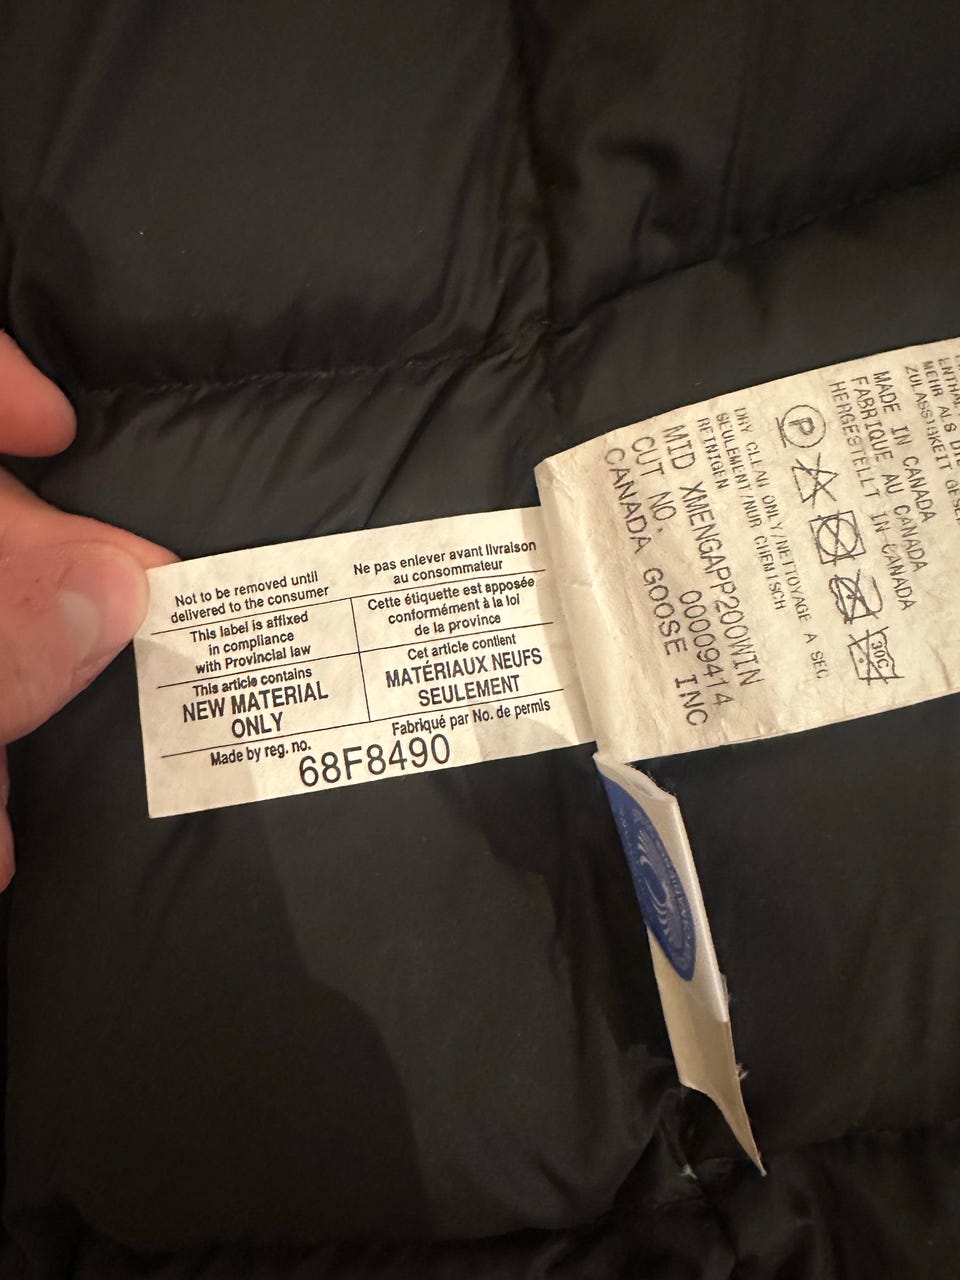 Not to be removed until
delivered to the consumer
Ne pas enlever avant livraison
au consommateur
This label is affixed
in compliance
with Provincial law
Cette étiquette est apposée
conformément à la loi
de la province
This article contains
NEW MATERIAL
ONLY
Cet article contient
MATÉRIAUX NEUFS
SEULEMENT
Made by reg. no.
Fabriqué par No. de permis
68F8490
MEHR ALS DIE
MADE IN CANADA
FABRIQUE AU CANADA
HERGESTELLT IN CANADA
P
30C
DRY CLEAN ONLY/NETTOYAGE A SEC
SEULEMENT/NUR CHEMISCH
REINIGEN
MID XMENGAPP200WIN
CUT NO. 00009414
CANADA GOOSE INC